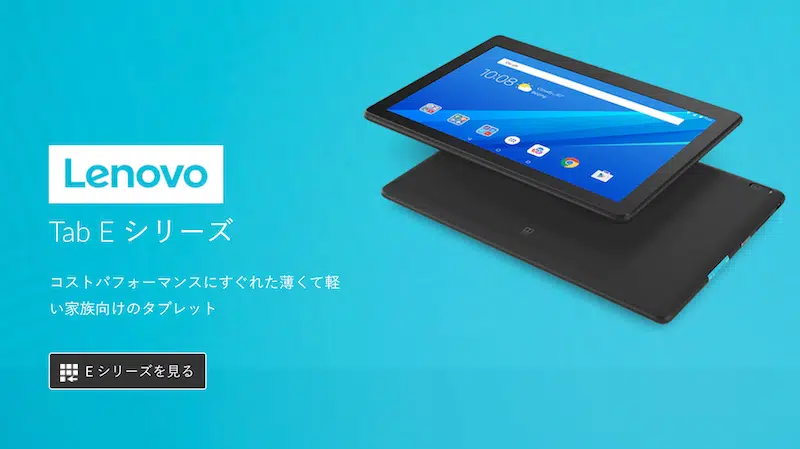 Lenovo
Tab E シリーズ
コストパフォーマンスにすぐれた薄くて軽
い家族向けのタブレット
E シリーズを見る
10:08